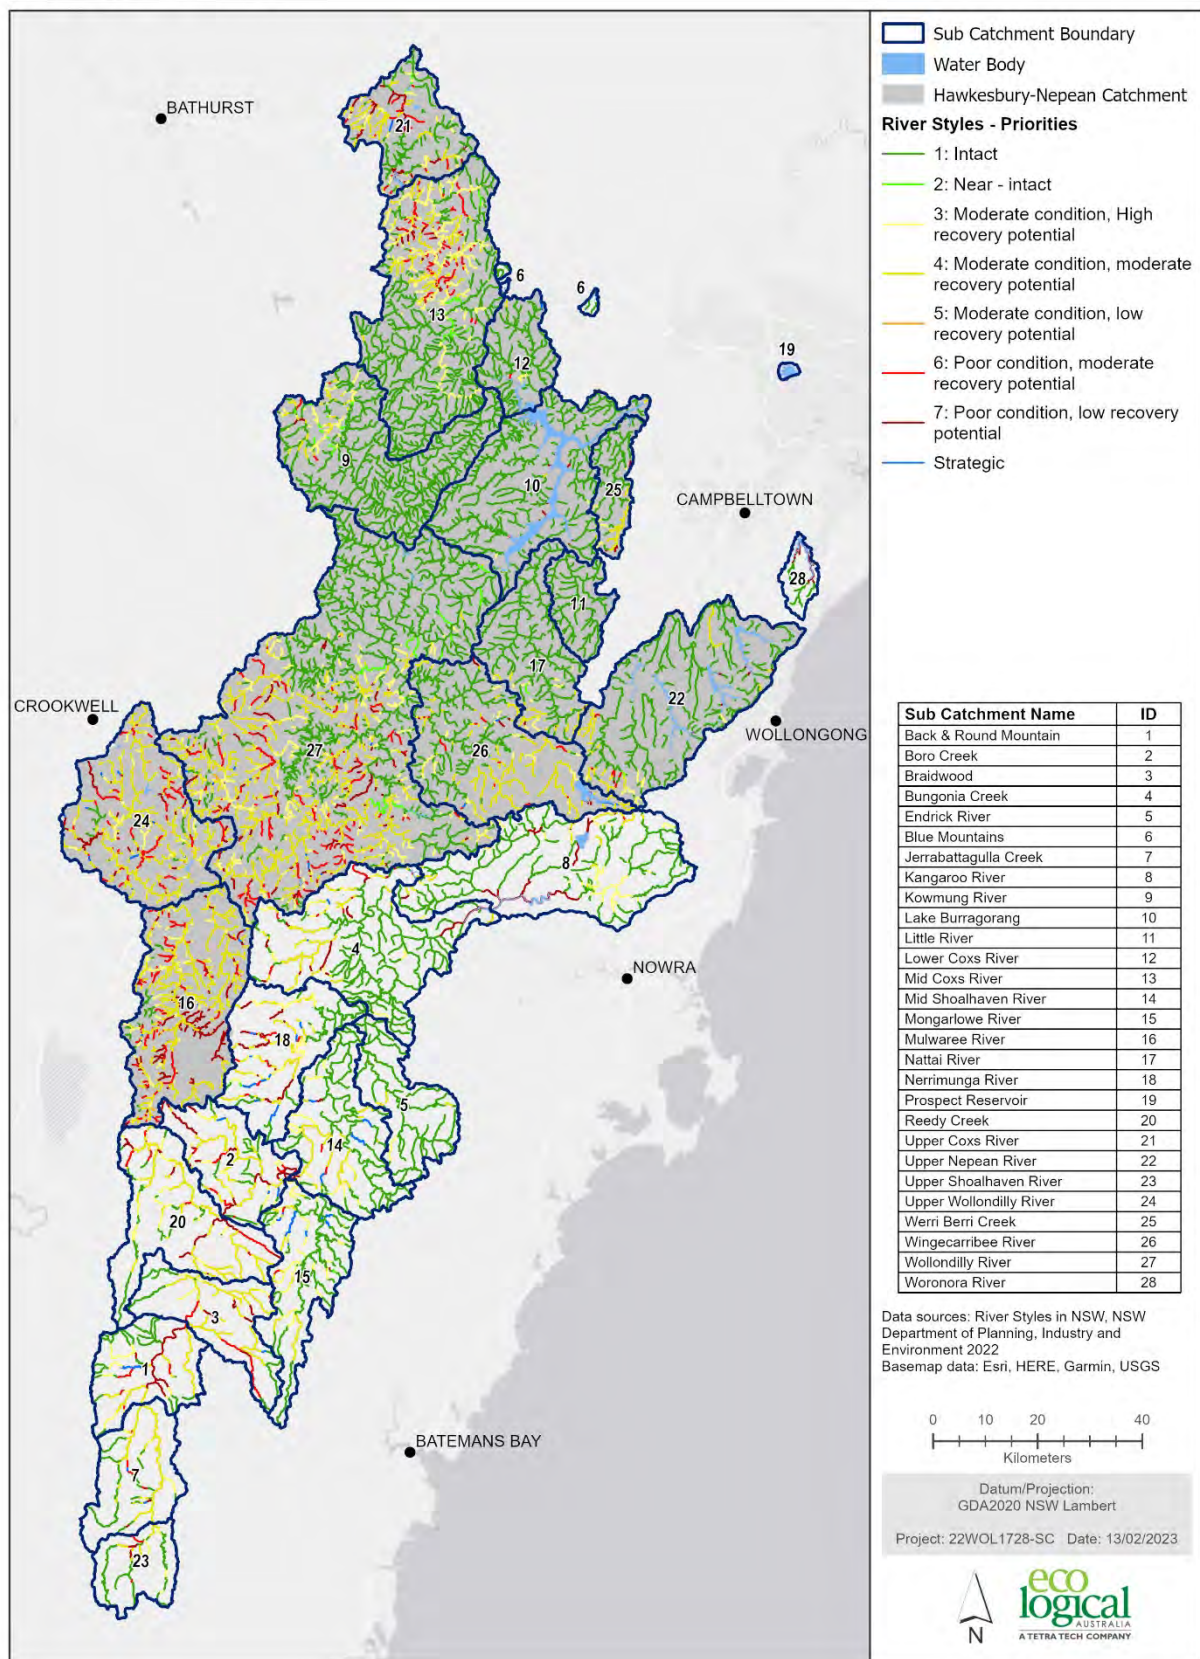 BATHURST
21
6
6
13
12
19
9
10
25
CAMPBELLTOWN
28
11
17
22
CROOKWELL
WOLLONGONG
27
26
24
8
4
NOWRA
16
18
5
14
2
20
15
3
1
BATEMANS BAY
7
23
Sub Catchment Boundary
Water Body
Hawkesbury-Nepean Catchment
River Styles - Priorities
1: Intact
2: Near - intact
3: Moderate condition, High
recovery potential
4: Moderate condition, moderate
recovery potential
5: Moderate condition, low
recovery potential
6: Poor condition, moderate
recovery potential
7: Poor condition, low recovery
potential
Strategic
Sub Catchment Name ID
Back & Round Mountain 1
Boro Creek 2
Braidwood 3
Bungonia Creek 4
Endrick River 5
Blue Mountains 6
Jerrabattagulla Creek 7
Kangaroo River 8
Kowmung River 9
Lake Burragorang 10
Little River 11
Lower Coxs River 12
Mid Coxs River 13
Mid Shoalhaven River 14
Mongarlowe River 15
Mulwaree River 16
Nattai River 17
Nerrimunga River 18
Prospect Reservoir 19
Reedy Creek 20
Upper Coxs River 21
Upper Nepean River 22
Upper Shoalhaven River 23
Upper Wollondilly River 24
Werri Berri Creek 25
Wingecarribee River 26
Wollondilly River 27
Woronora River 28
Data sources: River Styles in NSW, NSW
Department of Planning, Industry and
Environment 2022
Basemap data: Esri, HERE, Garmin, USGS
0 10 20 40
Kilometers
Datum/Projection:
GDA2020 NSW Lambert
Project: 22WOL1728-SC Date: 13/02/2023
N
eco
logical
AUSTRALIA
A TETRA TECH COMPANY